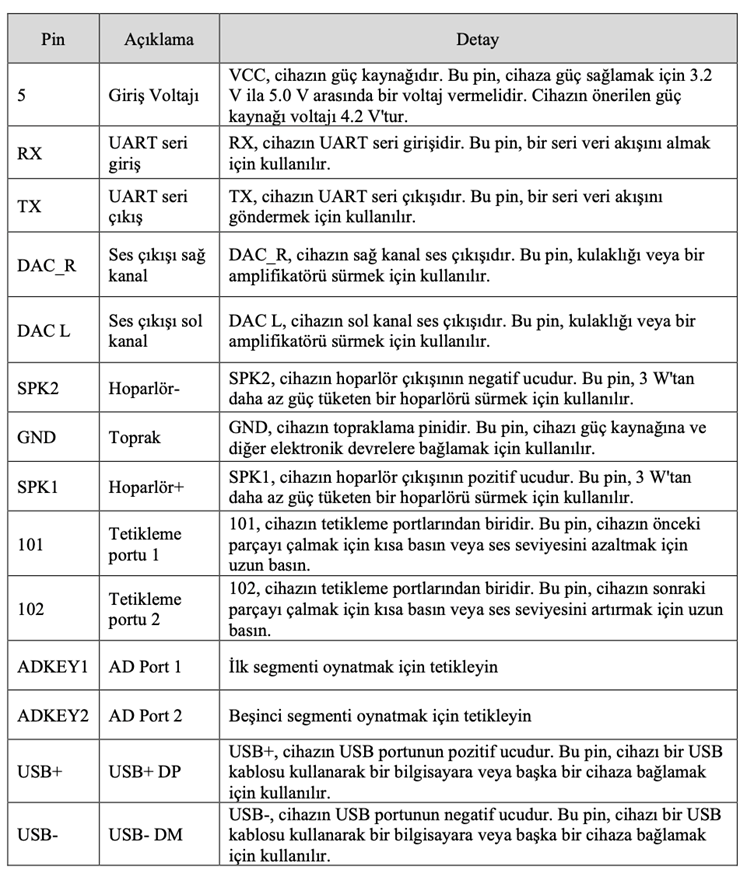 Pin Açıklama Detay
5 Giriş Voltajı VCC, cihazın güç kaynağıdır. Bu pin, cihaza güç sağlamak için 3.2
V ila 5.0 V arasında bir voltaj vermelidir. Cihazın önerilen güç
kaynağı voltajı 4.2 V'tur.
RX UART seri RX, cihazın UART seri girişidir. Bu pin, bir seri veri akışını almak
giriş için kullanılır.
TX UART seri TX, cihazın UART seri çıkışıdır. Bu pin, bir seri veri akışını
çıkış göndermek için kullanılır.
DAC_R Ses çıkışı sağ DAC_R, cihazın sağ kanal ses çıkışıdır. Bu pin, kulaklığı veya bir
kanal amplifikatörü sürmek için kullanılır.
DAC L Ses çıkışı sol DAC L, cihazın sol kanal ses çıkışıdır. Bu pin, kulaklığı veya bir
kanal amplifikatörü sürmek için kullanılır.
SPK2 Hoparlör- SPK2, cihazın hoparlör çıkışının negatif ucudur. Bu pin, 3 W'tan
daha az güç tüketen bir hoparlörü sürmek için kullanılır.
GND Toprak GND, cihazın topraklama pinidir. Bu pin, cihazı güç kaynağına ve
diğer elektronik devrelere bağlamak için kullanılır.
SPK1 Hoparlör+ SPK1, cihazın hoparlör çıkışının pozitif ucudur. Bu pin, 3 W'tan
daha az güç tüketen bir hoparlörü sürmek için kullanılır.
101 Tetikleme portu 1 101, cihazın tetikleme portlarından biridir. Bu pin, cihazın önceki
parçayı çalmak için kısa basın veya ses seviyesini azaltmak için
uzun basın.
102 Tetikleme portu 2 102, cihazın tetikleme portlarından biridir. Bu pin, cihazın sonraki
parçayı çalmak için kısa basın veya ses seviyesini artırmak için uzun
basın.
ADKEY1 AD Port 1 İlk segmenti oynatmak için tetikleyin
ADKEY2 AD Port 2 Beşinci segmenti oynatmak için tetikleyin
USB+ USB+ DP USB+, cihazın USB portunun pozitif ucudur. Bu pin, cihazı bir USB
kablosu kullanarak bir bilgisayara veya başka bir cihaza bağlamak
için kullanılır.
USB- USB- DM USB-, cihazın USB portunun negatif ucudur. Bu pin, cihazı bir USB
kablosu kullanarak bir bilgisayara veya başka bir cihaza bağlamak
için kullanılır.